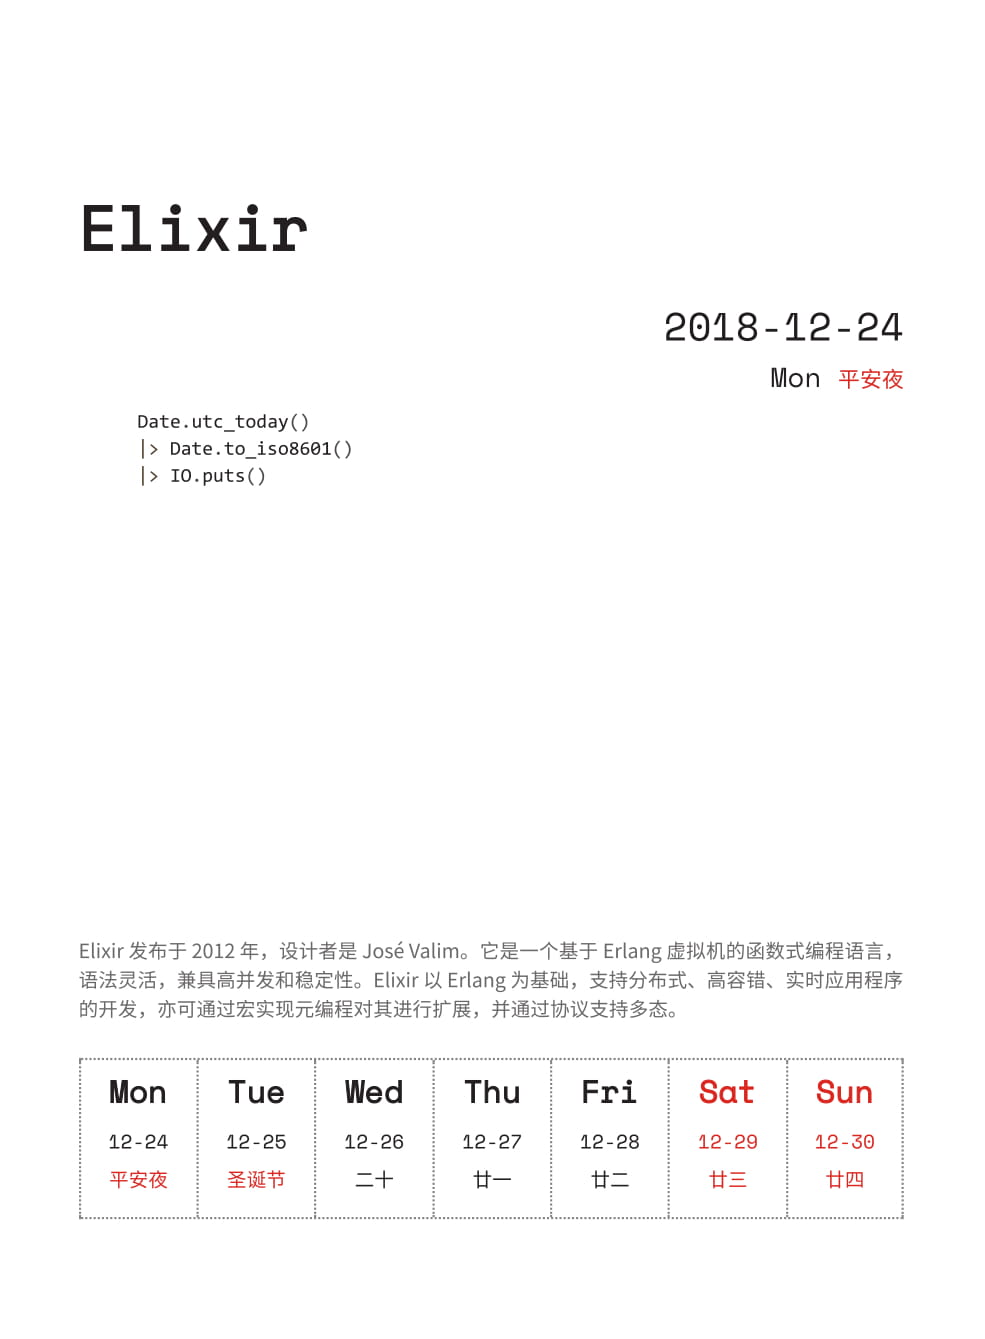 Elixir
2018-12-24
Mon 平安夜
Date.utc_today()
|> Date.to_iso8601()
|> IO.puts()
Elixir 发布于 2012 年，设计者是 José Valim。它是一个基于 Erlang 虚拟机的函数式编程语言，
语法灵活，兼具高并发和稳定性。Elixir 以 Erlang 为基础，支持分布式、高容错、实时应用程序
的开发，亦可通过宏实现元编程对其进行扩展，并通过协议支持多态。
Mon Tue Wed Thu Fri Sat Sun
12-24 12-25 12-26 12-27 12-28 12-29 12-30
平安夜 圣诞节 二十 廿一 廿二 廿三 廿四